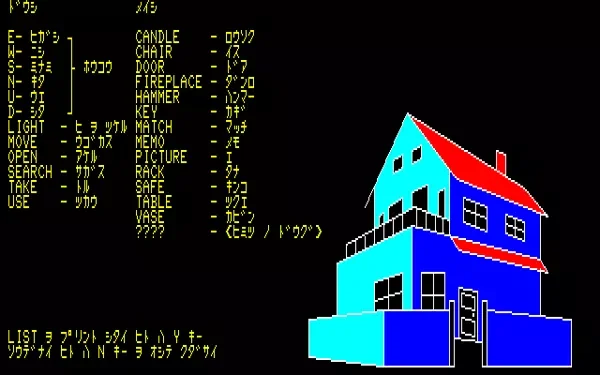 ドウシ メイシ
E- ヒガシ CANDLE - ロウソク
W- ニシ CHAIR - イス
S- ミナミ ホウコウ DOOR - ドア
N- キタ FIREPLACE - ダンロ
U- ウエ HAMMER - ハンマー
D- シタ KEY - カギ
LIGHT - ヒ ヲ ツケル MATCH - マッチ
MOVE - ウゴカス MEMO - メモ
OPEN - アケル PICTURE - エ
SEARCH - サガス RACK - タナ
TAKE - トル SAFE - キンコ
USE - ツカウ TABLE - ツクエ
VASE - カビン
???? - <ヒミツ ノ ドウグ>
LIST ヲ プリント シタイ ヒト ハ Y キー
ソウデナイ ヒト ハ N キー ヲ オシテ クダサイ